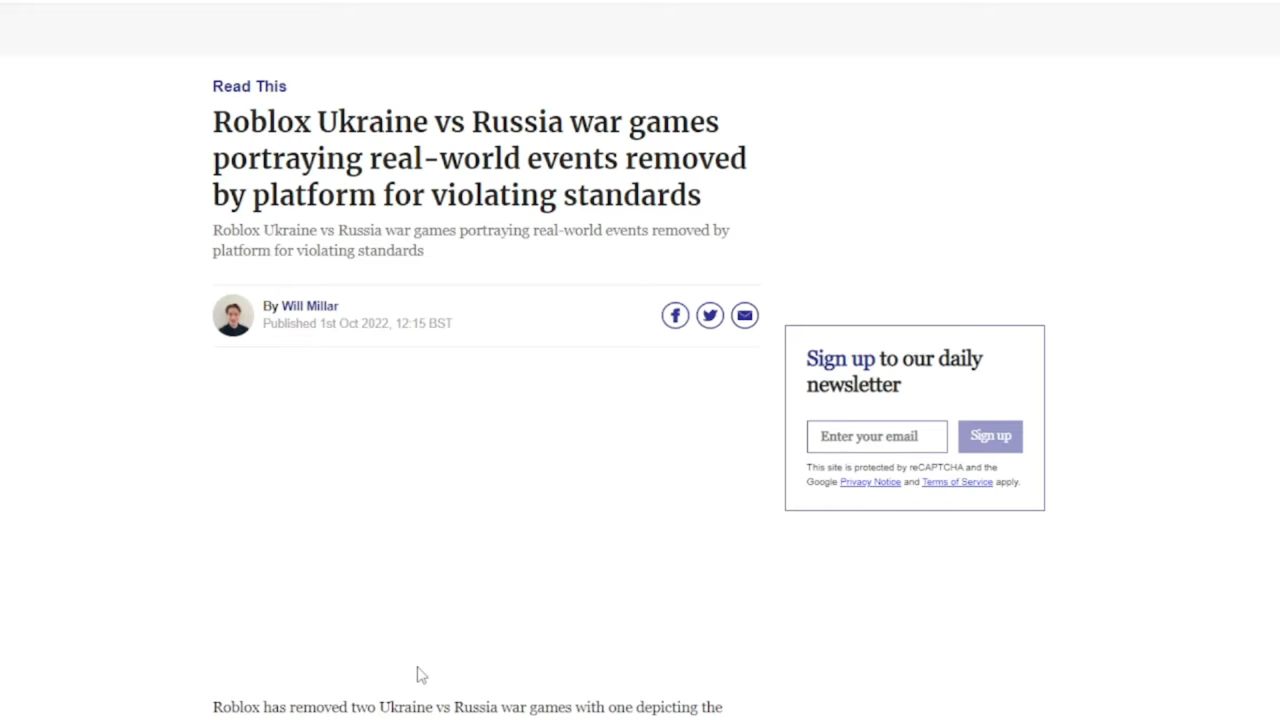 Read This
Roblox Ukraine vs Russia war games
portraying real-world events removed
by platform for violating standards
Roblox Ukraine vs Russia war games portraying real-world events removed by
platform for violating standards
By Will Millar
Published 1st Oct 2022, 12:15 BST
Sign up to our daily
newsletter
Enter your email
Sign up
This site is protected by reCAPTCHA and the
Google Privacy Notice and Terms of Service apply.
Roblox has removed two Ukraine vs Russia war games with one depicting the